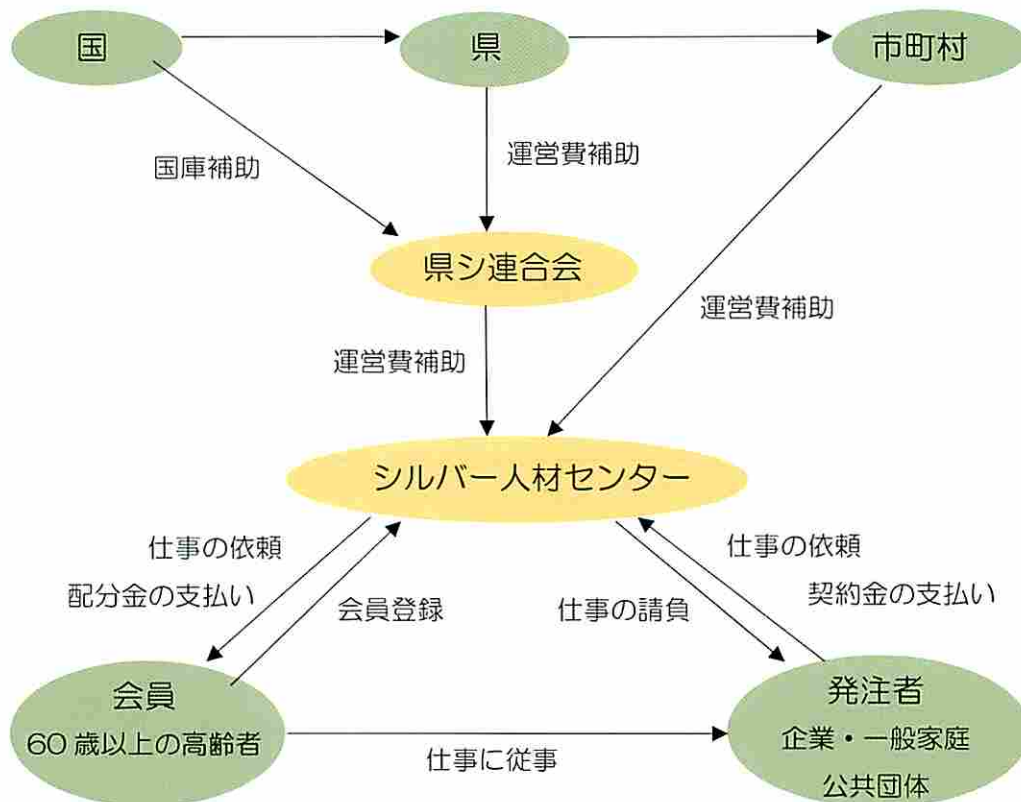 国
県
市町村
国庫補助
運営費補助
県シ連合会
運営費補助
運営費補助
シルバー人材センター
仕事の依頼
配分金の支払い
会員登録
仕事の請負
仕事の依頼
契約金の支払い
会員
60歳以上の高齢者
仕事に従事
発注者
企業・一般家庭
公共団体